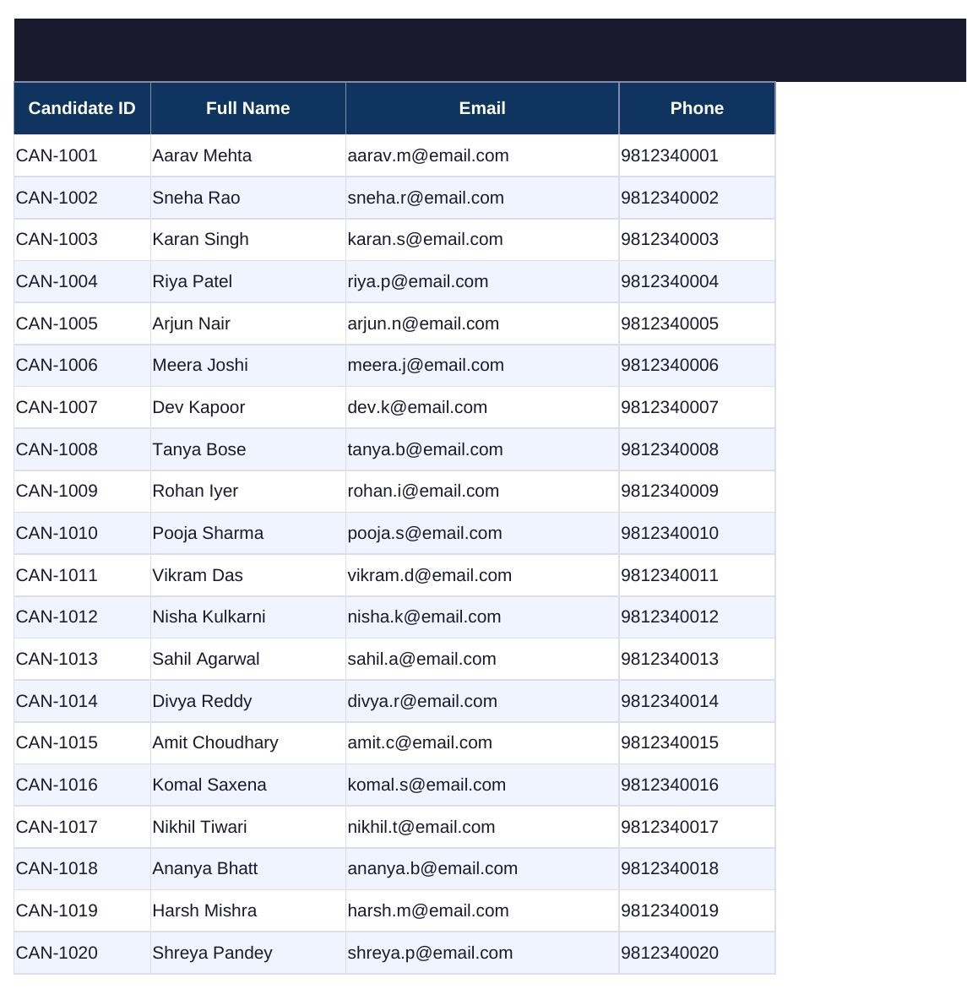 Candidate ID Full Name Email Phone
CAN-1001 Aarav Mehta aarav.m@email.com 9812340001
CAN-1002 Sneha Rao sneha.r@email.com 9812340002
CAN-1003 Karan Singh karan.s@email.com 9812340003
CAN-1004 Riya Patel riya.p@email.com 9812340004
CAN-1005 Arjun Nair arjun.n@email.com 9812340005
CAN-1006 Meera Joshi meera.j@email.com 9812340006
CAN-1007 Dev Kapoor dev.k@email.com 9812340007
CAN-1008 Tanya Bose tanya.b@email.com 9812340008
CAN-1009 Rohan Iyer rohan.i@email.com 9812340009
CAN-1010 Pooja Sharma pooja.s@email.com 9812340010
CAN-1011 Vikram Das vikram.d@email.com 9812340011
CAN-1012 Nisha Kulkarni nisha.k@email.com 9812340012
CAN-1013 Sahil Agarwal sahil.a@email.com 9812340013
CAN-1014 Divya Reddy divya.r@email.com 9812340014
CAN-1015 Amit Choudhary amit.c@email.com 9812340015
CAN-1016 Komal Saxena komal.s@email.com 9812340016
CAN-1017 Nikhil Tiwari nikhil.t@email.com 9812340017
CAN-1018 Ananya Bhatt ananya.b@email.com 9812340018
CAN-1019 Harsh Mishra harsh.m@email.com 9812340019
CAN-1020 Shreya Pandey shreya.p@email.com 9812340020